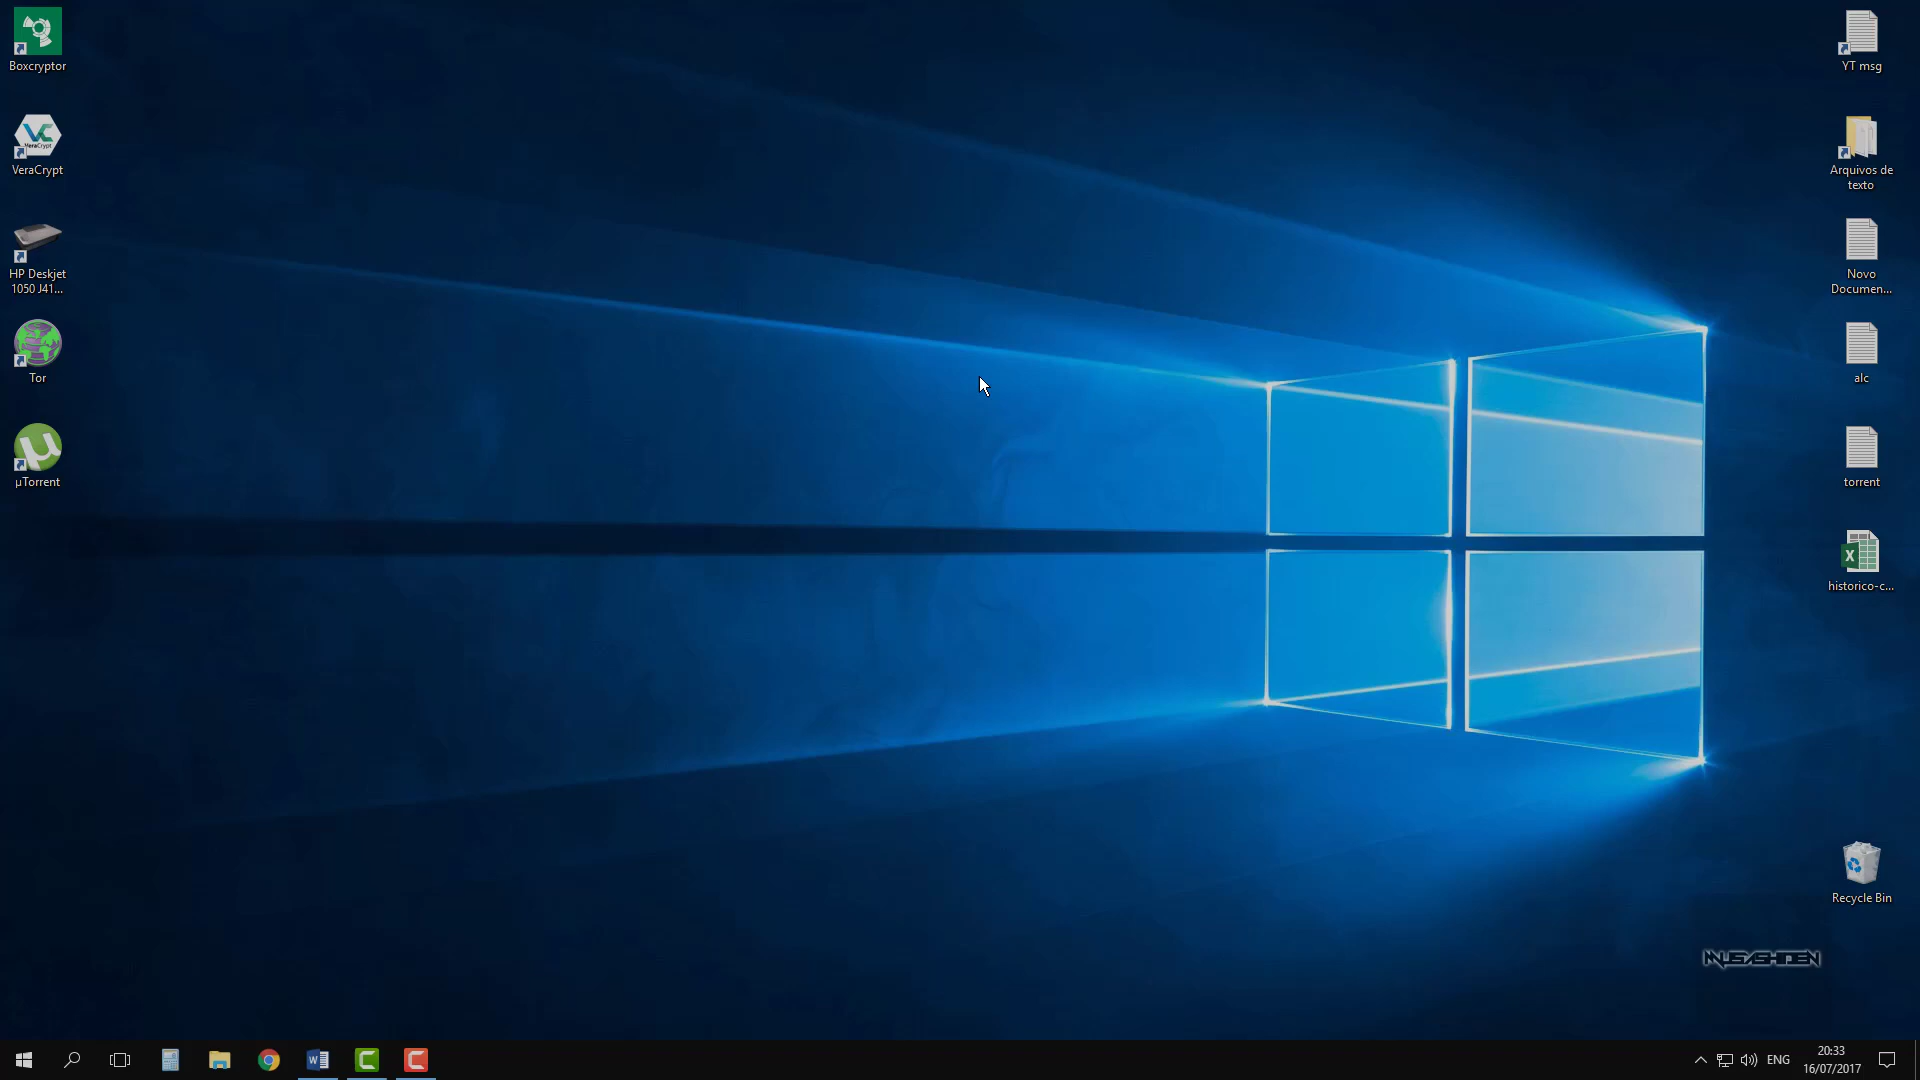 Boxcryptor
VeraCrypt
HP Deskjet
1050 J41...
Tor
µTorrent
YT msg
Arquivos de
texto
Novo
Documen...
alc
torrent
historico-c...
Recycle Bin
MUSASHIDEN
ENG
20:33
16/07/2017